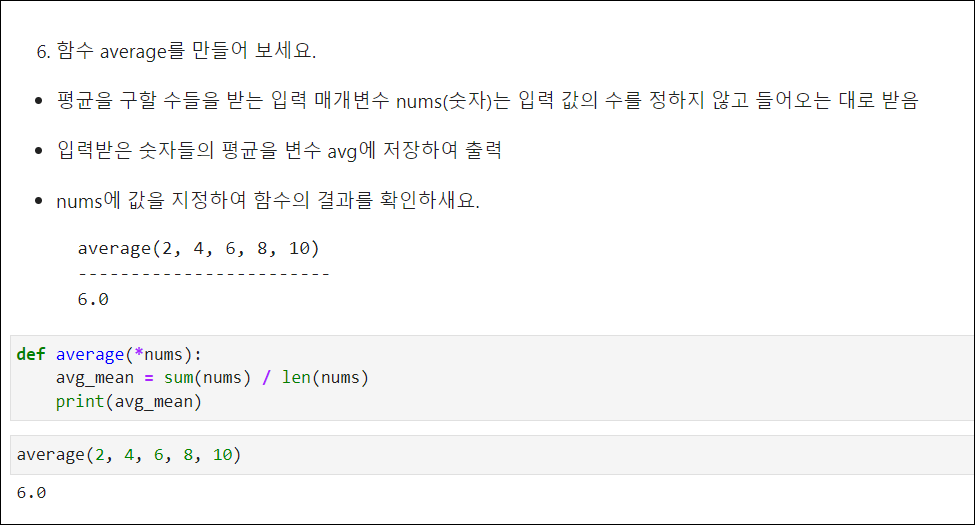 6. 함수 average를 만들어 보세요.
• 평균을 구할 수들을 받는 입력 매개변수 nums(숫자)는 입력 값의 수를 정하지 않고 들어오는 대로 받음
• 입력받은 숫자들의 평균을 변수 avg에 저장하여 출력
• nums에 값을 지정하여 함수의 결과를 확인하새요.
average(2, 4, 6, 8, 10)
------------------------
6.0
def average(*nums):
    avg_mean = sum(nums) / len(nums)
    print(avg_mean)
average(2, 4, 6, 8, 10)
6.0